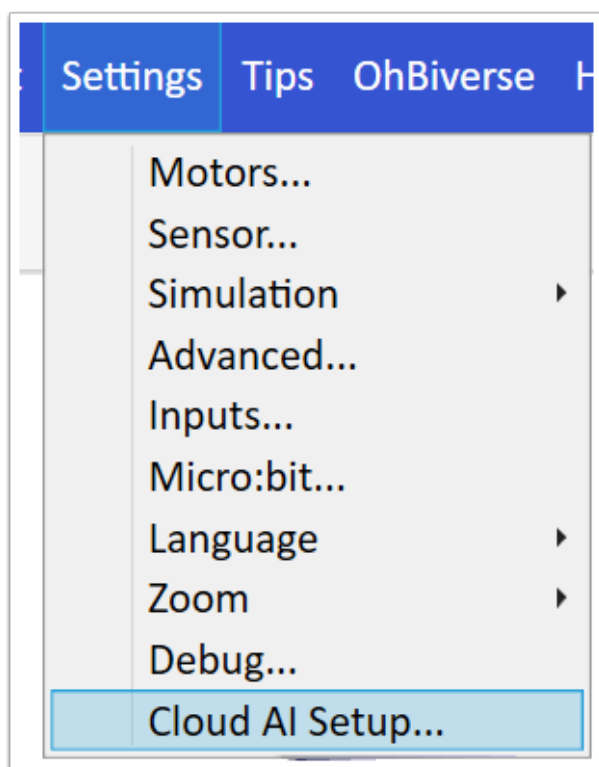 Settings Tips OhBiverse
Motors...
Sensor...
Simulation
Advanced...
Inputs...
Micro:bit...
Language
Zoom
Debug...
Cloud AI Setup...